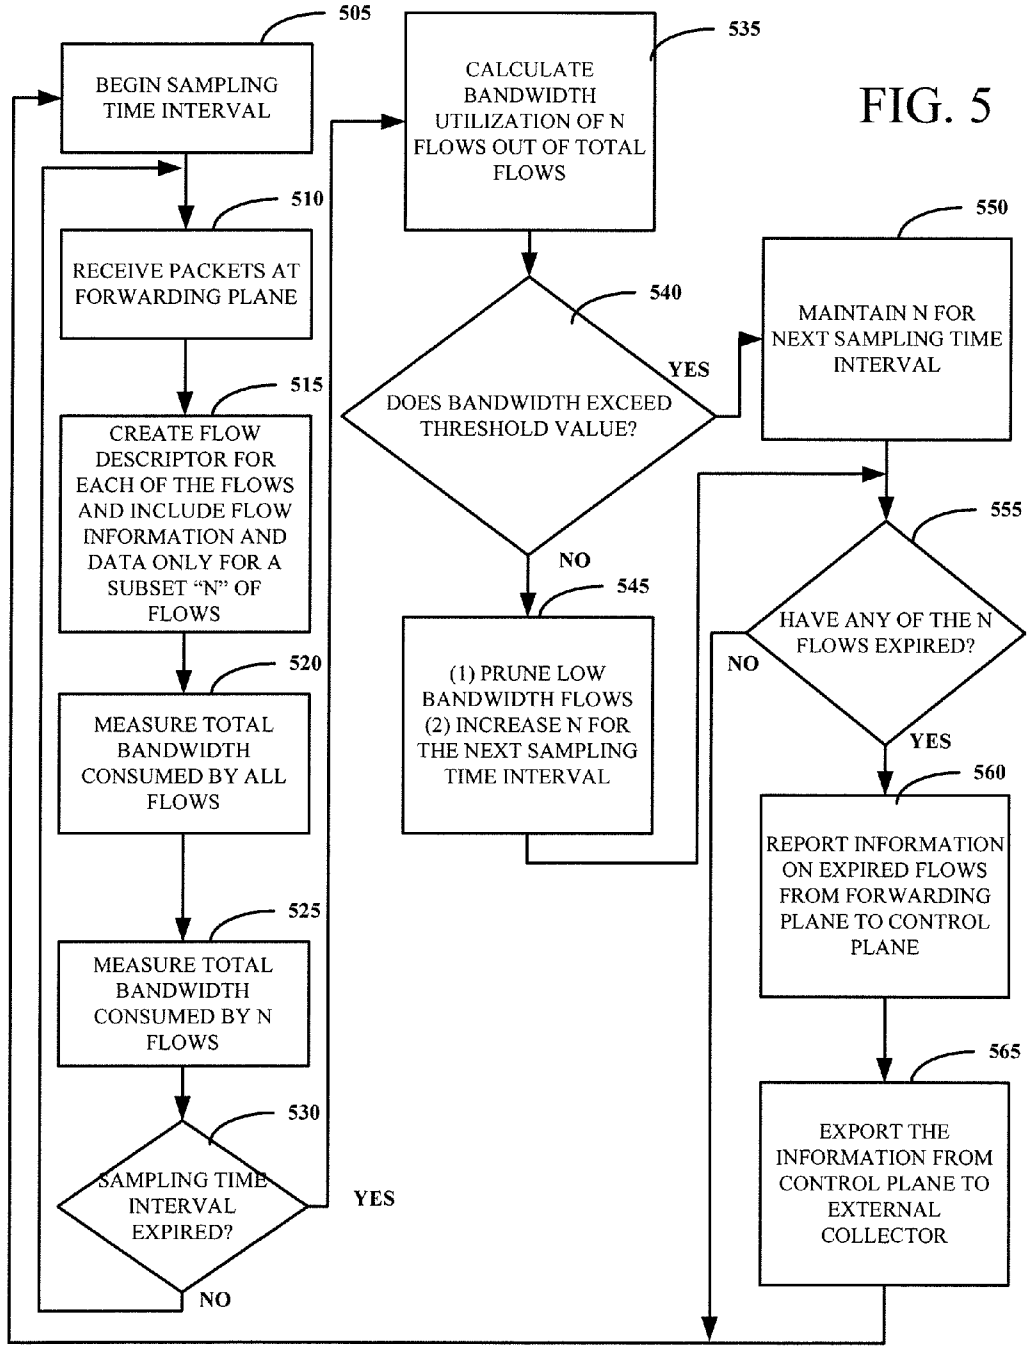 505
BEGIN SAMPLING
TIME INTERVAL
510
RECEIVE PACKETS AT
FORWARDING PLANE
515
CREATE FLOW
DESCRIPTOR FOR
EACH OF THE FLOWS
AND INCLUDE FLOW
INFORMATION AND
DATA ONLY FOR A
SUBSET “N” OF
FLOWS
520
MEASURE TOTAL
BANDWIDTH
CONSUMED BY ALL
FLOWS
525
MEASURE TOTAL
BANDWIDTH
CONSUMED BY N
FLOWS
530
SAMPLING TIME
INTERVAL
EXPIRED?
YES
NO
535
CALCULATE
BANDWIDTH
UTILIZATION OF N
FLOWS OUT OF TOTAL
FLOWS
540
DOES BANDWIDTH EXCEED
THRESHOLD VALUE?
YES
NO
545
(1) PRUNE LOW
BANDWIDTH FLOWS
(2) INCREASE N FOR
THE NEXT SAMPLING
TIME INTERVAL
FIG. 5
550
MAINTAIN N FOR
NEXT SAMPLING TIME
INTERVAL
555
HAVE ANY OF THE N
FLOWS EXPIRED?
NO
YES
560
REPORT INFORMATION
ON EXPIRED FLOWS
FROM FORWARDING
PLANE TO CONTROL
PLANE
565
EXPORT THE
INFORMATION FROM
CONTROL PLANE TO
EXTERNAL
COLLECTOR